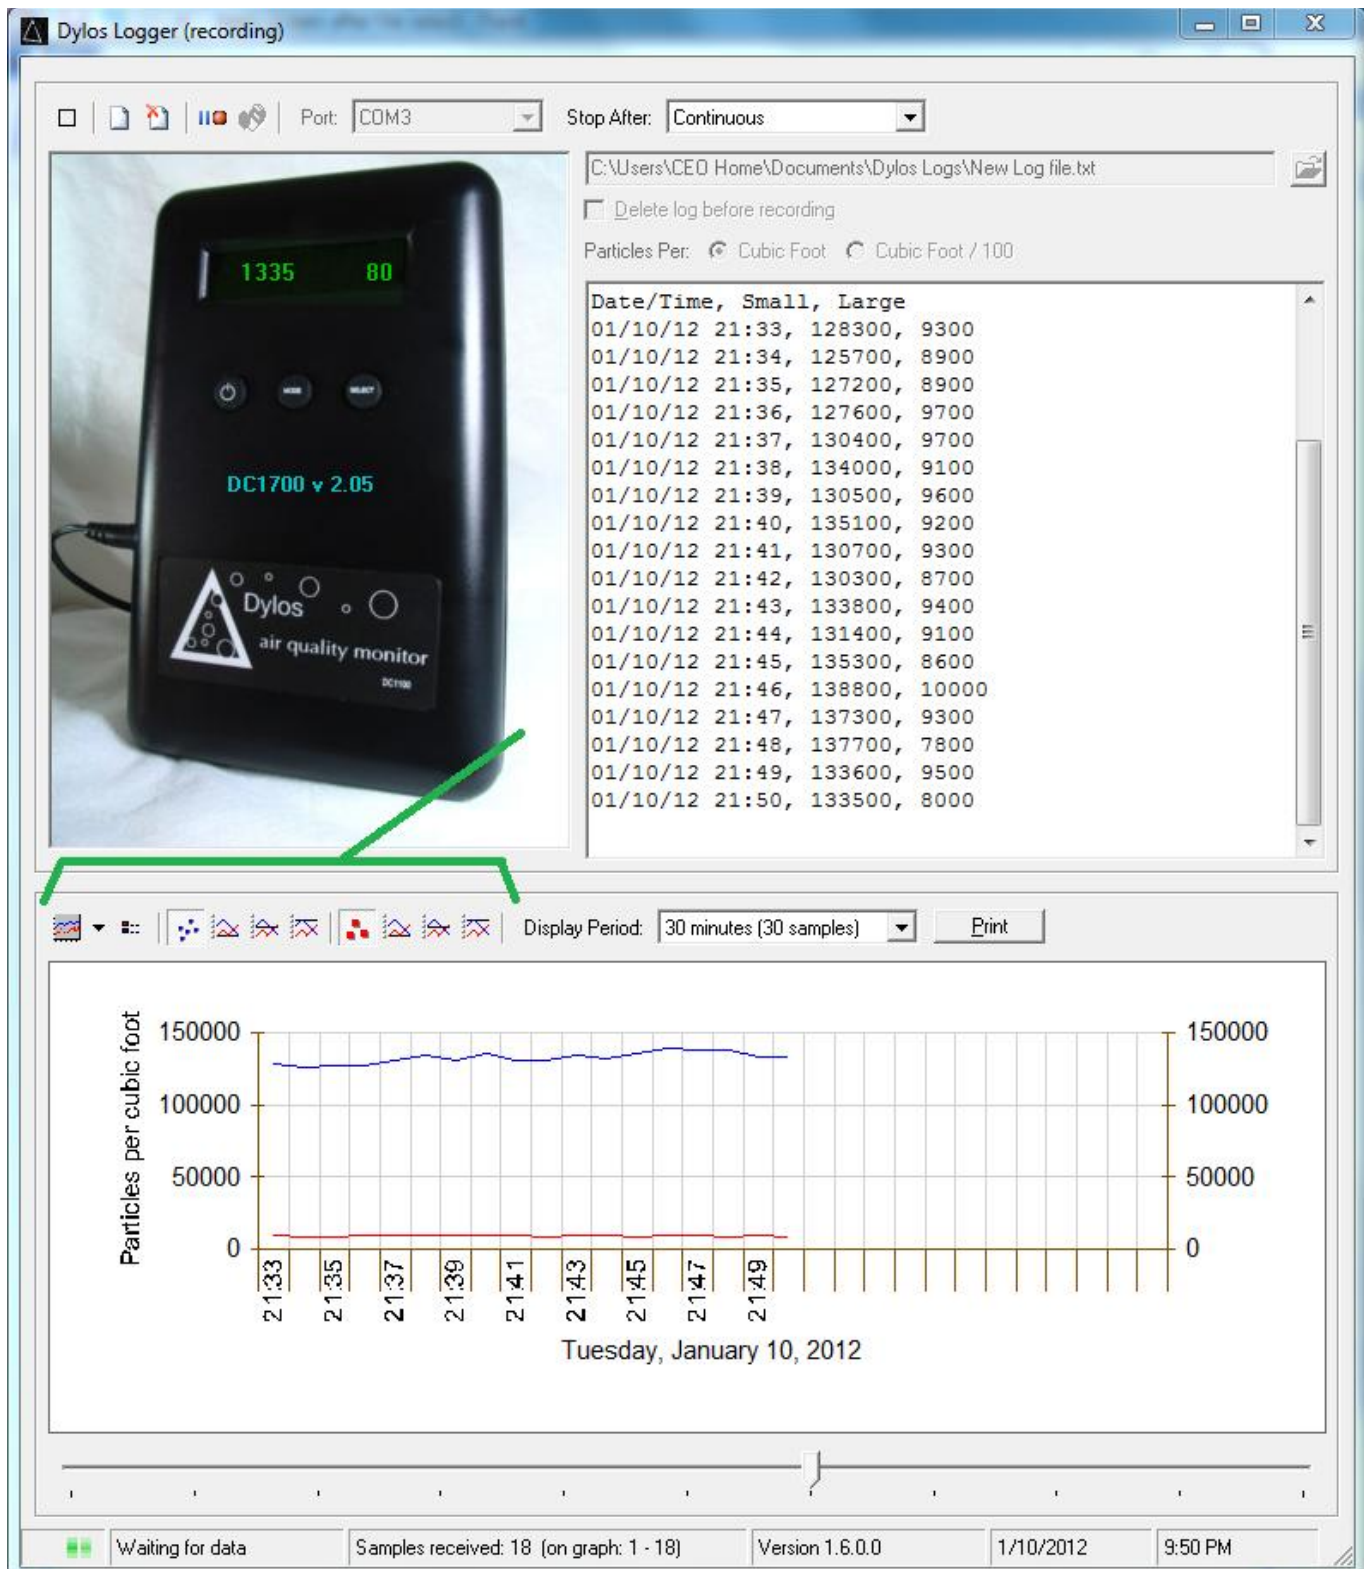 Dylos Logger (recording)
Port: COM3 Stop After: Continuous
C:\Users\CEO Home\Documents\Dylos Logs\New Log file.txt
Delete log before recording
Particles Per: Cubic Foot Cubic Foot / 100
1335 80
MODE SELECT
DC1700 v 2.05
Dylos
air quality monitor
DC1100
Date/Time, Small, Large
01/10/12 21:33, 128300, 9300
01/10/12 21:34, 125700, 8900
01/10/12 21:35, 127200, 8900
01/10/12 21:36, 127600, 9700
01/10/12 21:37, 130400, 9700
01/10/12 21:38, 134000, 9100
01/10/12 21:39, 130500, 9600
01/10/12 21:40, 135100, 9200
01/10/12 21:41, 130700, 9300
01/10/12 21:42, 130300, 8700
01/10/12 21:43, 133800, 9400
01/10/12 21:44, 131400, 9100
01/10/12 21:45, 135300, 8600
01/10/12 21:46, 138800, 10000
01/10/12 21:47, 137300, 9300
01/10/12 21:48, 137700, 7800
01/10/12 21:49, 133600, 9500
01/10/12 21:50, 133500, 8000
Display Period: 30 minutes (30 samples) Print
Particles per cubic foot
150000 150000
100000 100000
50000 50000
0 0
21:33 21:35 21:37 21:39 21:41 21:43 21:45 21:47 21:49
Tuesday, January 10, 2012
Waiting for data Samples received: 18 (on graph: 1 - 18) Version 1.6.0.0 1/10/2012 9:50 PM